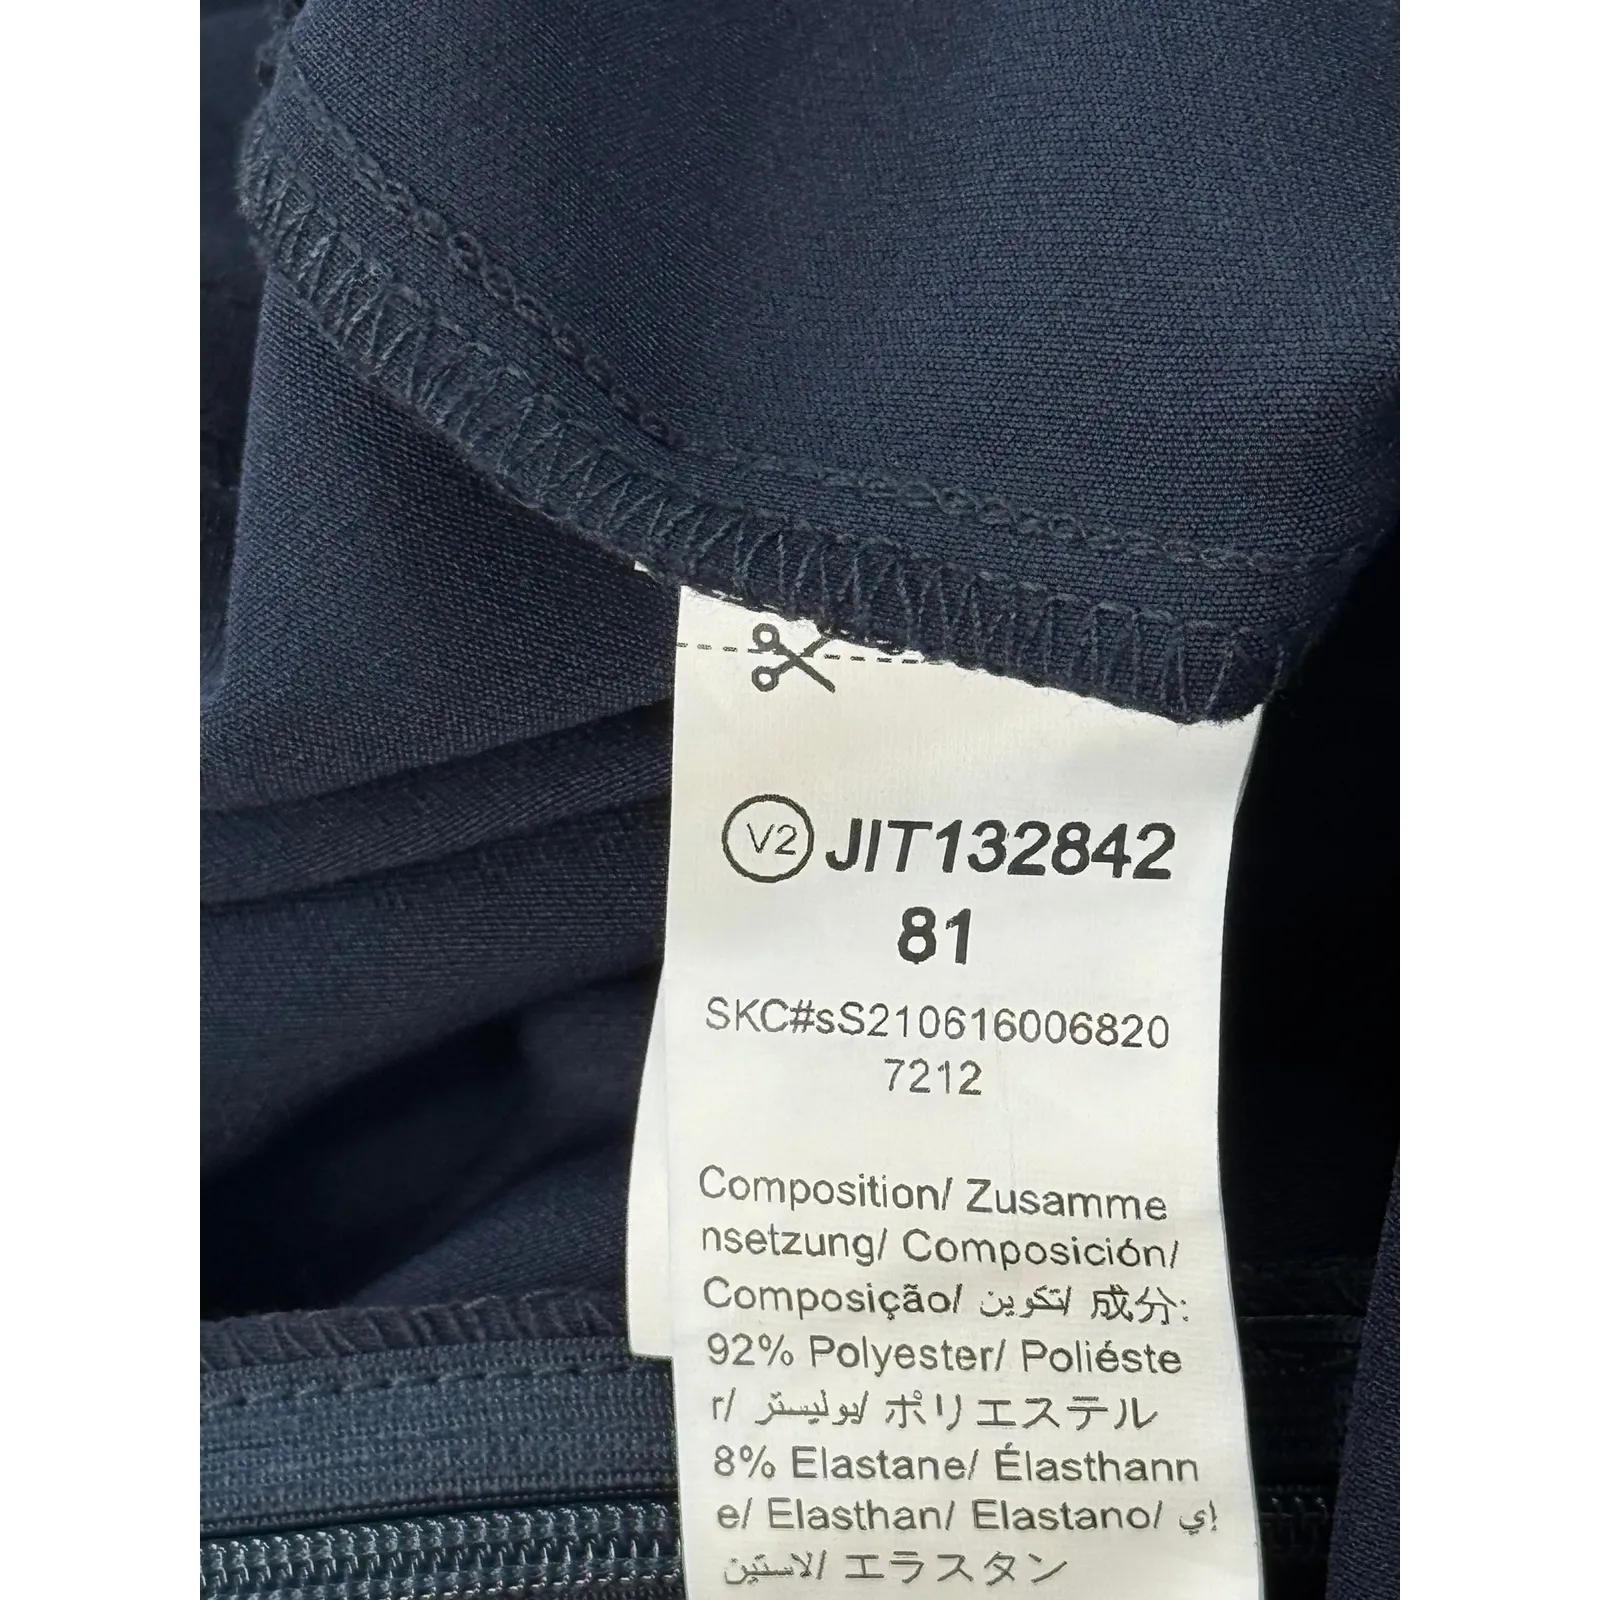 V2 JIT132842
81
SKC#sS210616006820
7212
Composition/ Zusamme
nsetzung/ Composición/
Composição/ تكوين/ 成分:
92% Polyester/ Poliéste
r/ بوليستر/ ポリエステル
8% Elastane/ Élasthann
e/ Elasthan/ Elastano/ إي
لاستين/ エラスタン